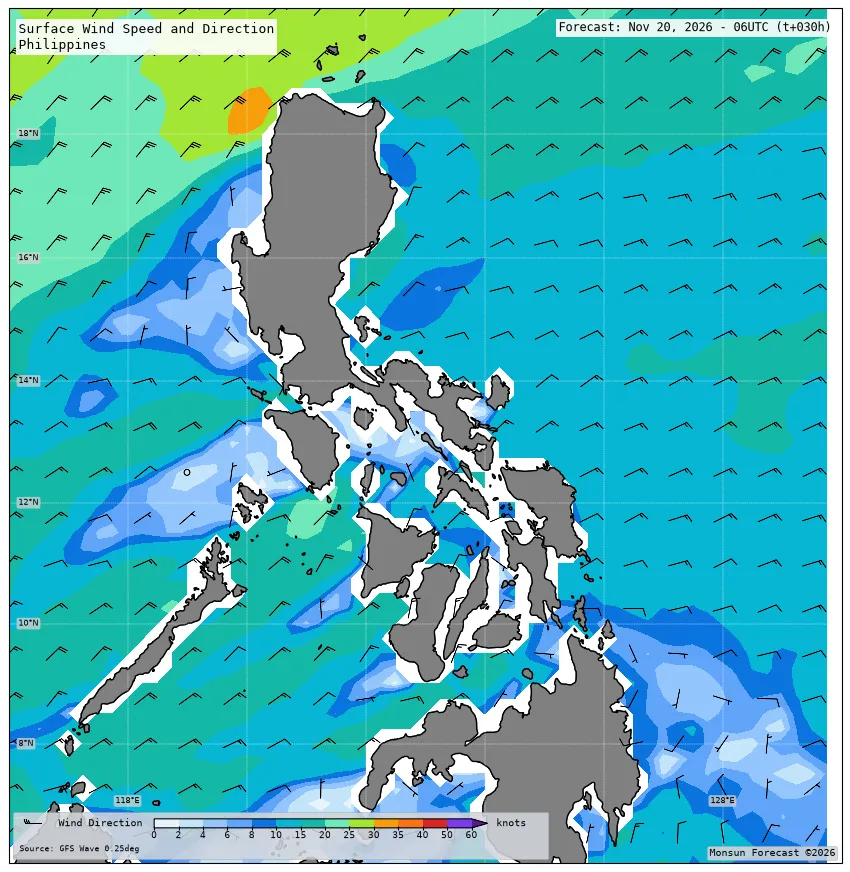 Surface Wind Speed and Direction
Philippines
Forecast: Nov 20, 2026 - 06UTC (t+030h)
18°N
16°N
14°N
12°N
10°N
8°N
118°E
128°E
Wind Direction
0 2 4 6 8 10 15 20 25 30 35 40 50 60
knots
Source: GFS Wave 0.25deg
Monsun Forecast ©2026